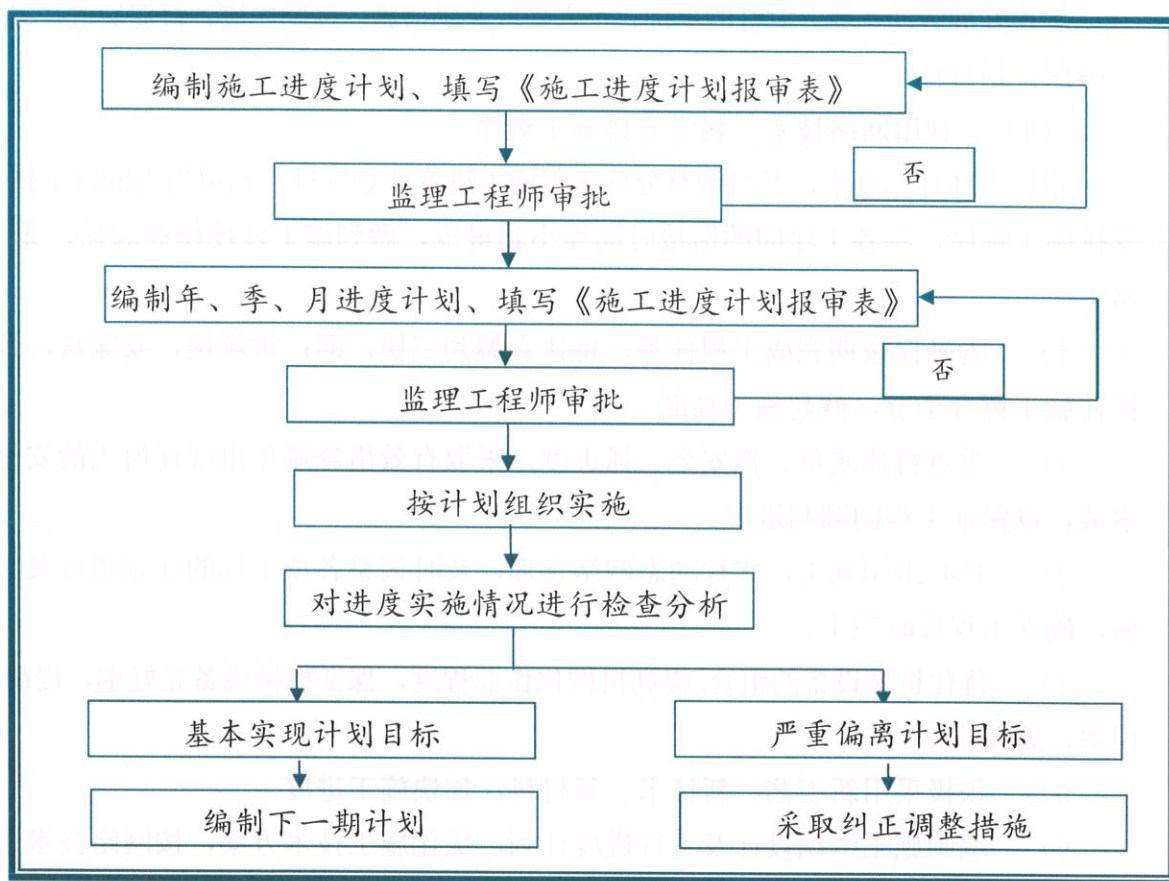 编制施工进度计划、填写《施工进度计划报审表》
否
监理工程师审批
编制年、季、月进度计划、填写《施工进度计划报审表》
否
监理工程师审批
按计划组织实施
对进度实施情况进行检查分析
基本实现计划目标
严重偏离计划目标
编制下一期计划
采取纠正调整措施